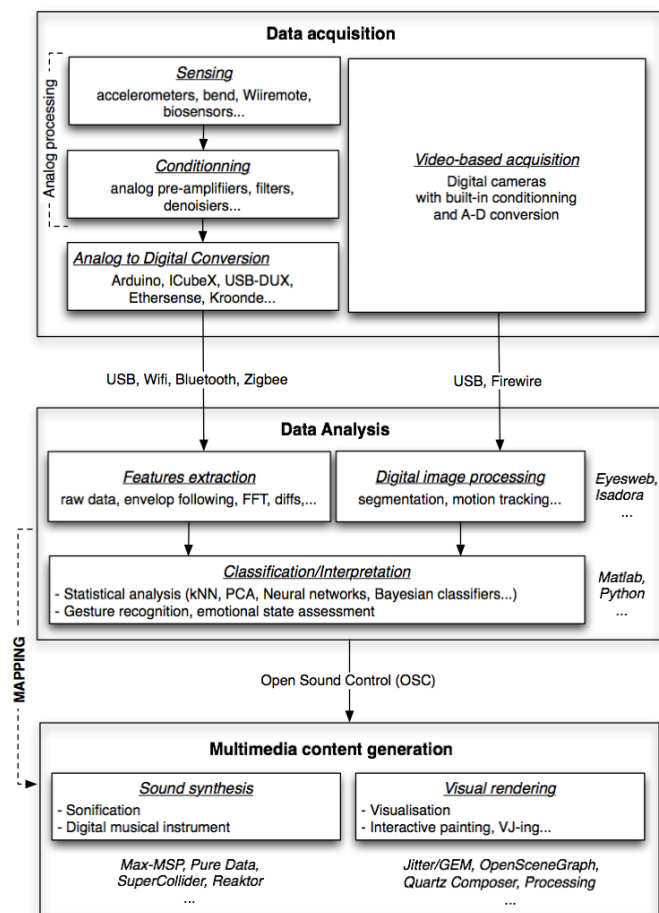 Data acquisition
Analog processing
Sensing
accelerometers, bend, Wiiremote,
biosensors...
Conditionning
analog pre-amplifiiers, filters,
denoisiers...
Analog to Digital Conversion
Arduino, ICubeX, USB-DUX,
Ethersense, Kroonde...
Video-based acquisition
Digital cameras
with built-in conditionning
and A-D conversion
USB, Wifi, Bluetooth, Zigbee
USB, Firewire
Data Analysis
Features extraction
raw data, envelop following, FFT, diffs,...
Digital image processing
segmentation, motion tracking...
Eyesweb,
Isadora
...
Classification/Interpretation
- Statistical analysis (kNN, PCA, Neural networks, Bayesian classifiers...)
- Gesture recognition, emotional state assessment
Matlab,
Python
...
MAPPING
Open Sound Control (OSC)
Multimedia content generation
Sound synthesis
- Sonification
- Digital musical instrument
Visual rendering
- Visualisation
- Interactive painting, VJ-ing...
Max-MSP, Pure Data,
SuperCollider, Reaktor
...
Jitter/GEM, OpenSceneGraph,
Quartz Composer, Processing
...